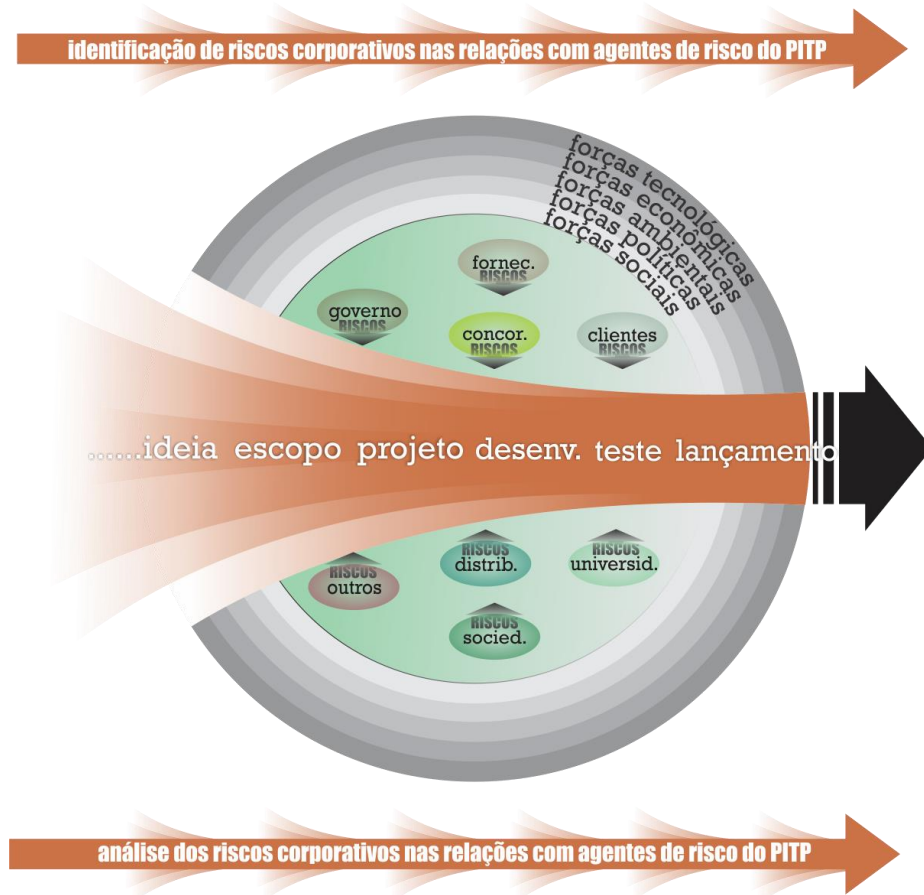 identificação de riscos corporativos nas relações com agentes de risco do PITP
forças tecnológicas
forças econômicas
forças ambientais
forças políticas
forças sociais
fornec.
RISCOS
governo
RISCOS
concor.
RISCOS
clientes
RISCOS
......ideia escopo projeto desenv. teste lançamento
RISCOS
outros
RISCOS
distrib.
RISCOS
universid.
RISCOS
socied.
análise dos riscos corporativos nas relações com agentes de risco do PITP